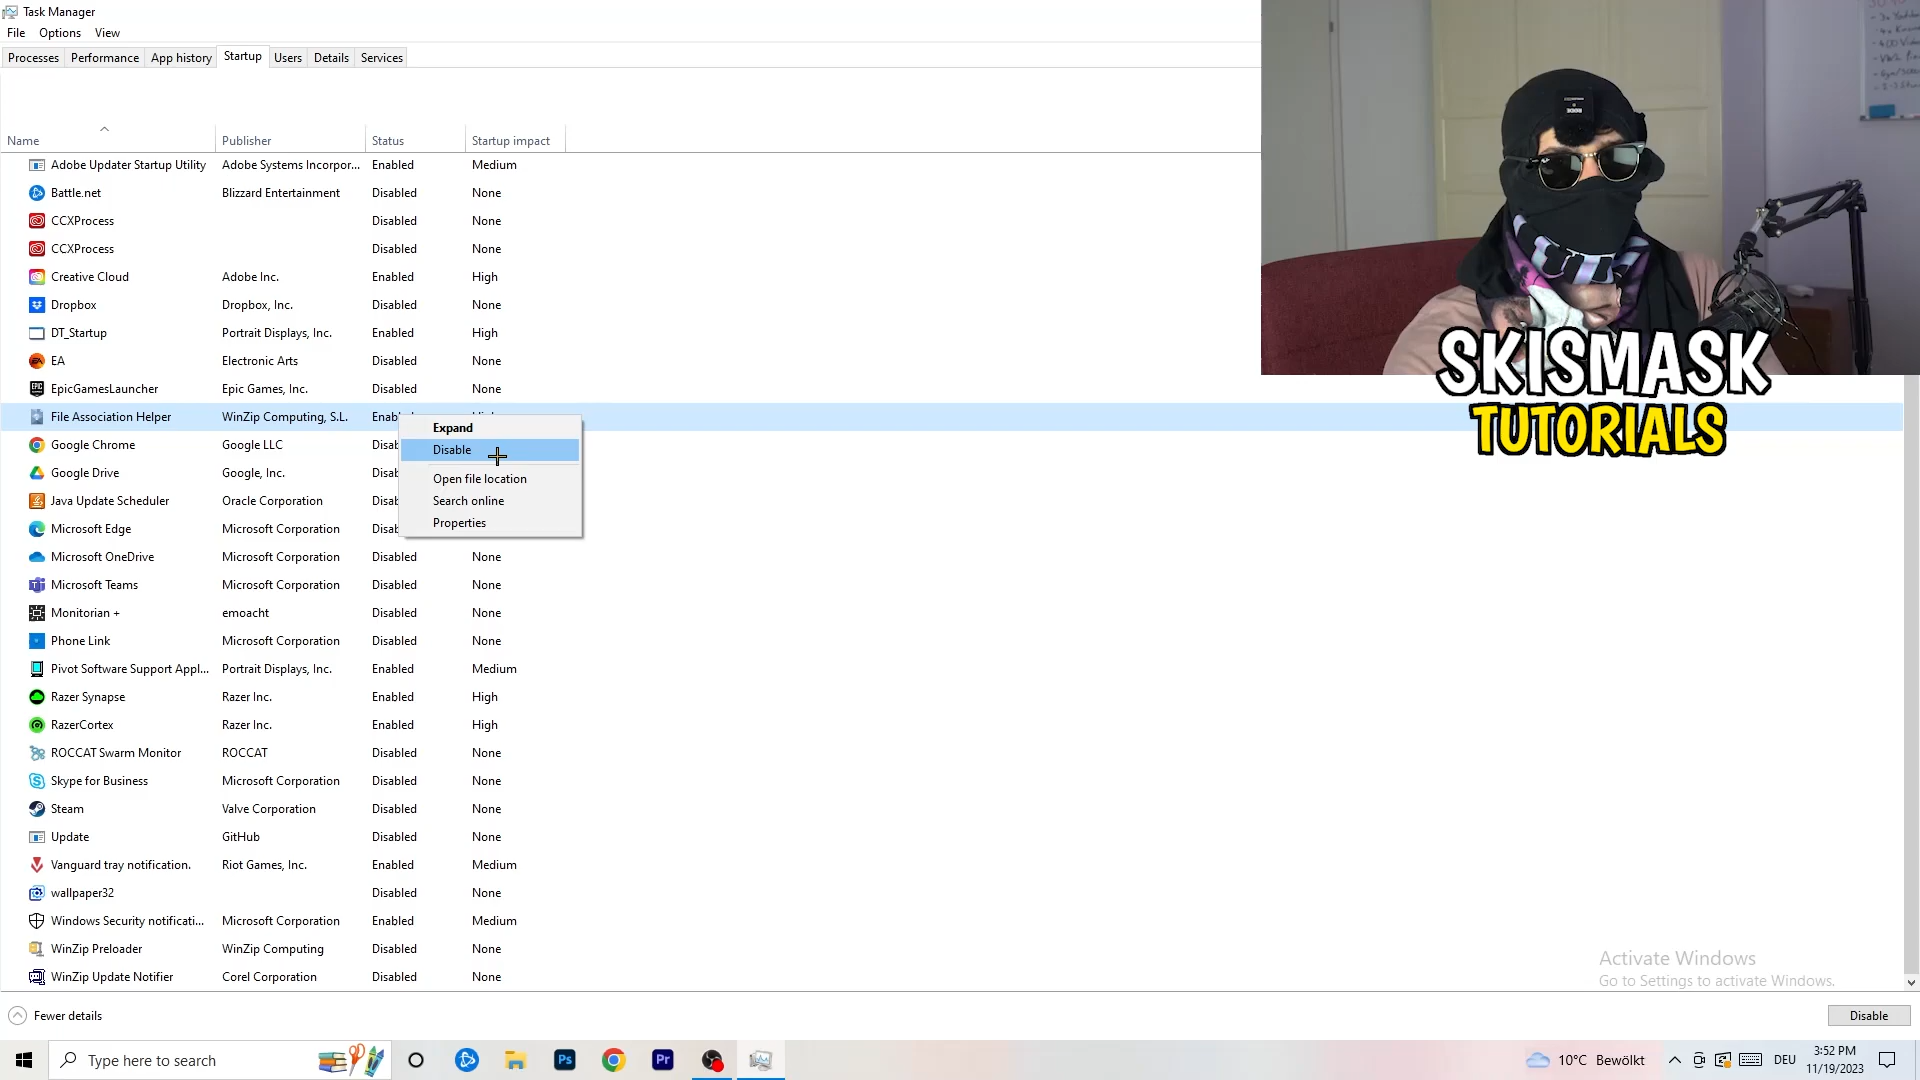 Task Manager
File Options View
Processes Performance App history Startup Users Details Services
Name Publisher Status Startup impact
Adobe Updater Startup Utility Adobe Systems Incorpor... Enabled Medium
Battle.net Blizzard Entertainment Disabled None
CCXProcess Disabled None
CCXProcess Disabled None
Creative Cloud Adobe Inc. Enabled High
Dropbox Dropbox, Inc. Disabled None
DT_Startup Portrait Displays, Inc. Enabled High
EA Electronic Arts Disabled None
EpicGamesLauncher Epic Games, Inc. Disabled None
File Association Helper WinZip Computing, S.L.
Google Chrome Google LLC
Google Drive Google, Inc.
Java Update Scheduler Oracle Corporation
Microsoft Edge Microsoft Corporation
Expand
Disable
Open file location
Search online
Properties
Microsoft OneDrive Microsoft Corporation Disabled None
Microsoft Teams Microsoft Corporation Disabled None
Monitorian + emoacht Disabled None
Phone Link Microsoft Corporation Disabled None
Pivot Software Support Appl... Portrait Displays, Inc. Enabled Medium
Razer Synapse Razer Inc. Enabled High
RazerCortex Razer Inc. Enabled High
ROCCAT Swarm Monitor ROCCAT Disabled None
Skype for Business Microsoft Corporation Disabled None
Steam Valve Corporation Disabled None
Update GitHub Disabled None
Vanguard tray notification. Riot Games, Inc. Enabled Medium
wallpaper32 Disabled None
Windows Security notificati... Microsoft Corporation Enabled Medium
WinZip Preloader WinZip Computing Disabled None
WinZip Update Notifier Corel Corporation Disabled None
SKISMASK
TUTORIALS
Activate Windows
Go to Settings to activate Windows.
Fewer details
Disable
Type here to search
Ps
Pr
10°C Bewölkt
DEU
3:52 PM
11/19/2023